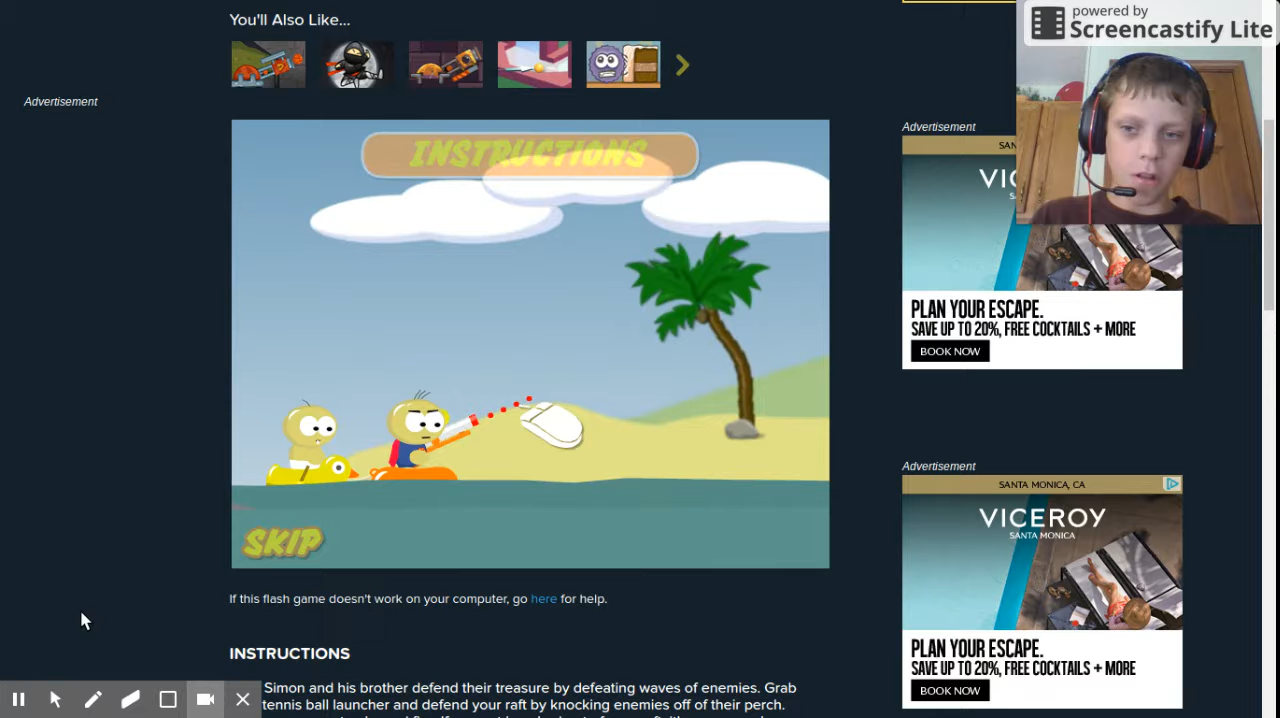 You'll Also Like...
powered by
Screencastify Lite
Advertisement
INSTRUCTIONS
SKIP
If this flash game doesn't work on your computer, go here for help.
INSTRUCTIONS
Simon and his brother defend their treasure by defeating waves of enemies. Grab
tennis ball launcher and defend your raft by knocking enemies off of their perch.
Advertisement
SAN
VIC
PLAN YOUR ESCAPE.
SAVE UP TO 20%, FREE COCKTAILS + MORE
BOOK NOW
Advertisement
SANTA MONICA, CA
VICEROY
SANTA MONICA
PLAN YOUR ESCAPE.
SAVE UP TO 20%, FREE COCKTAILS + MORE
BOOK NOW